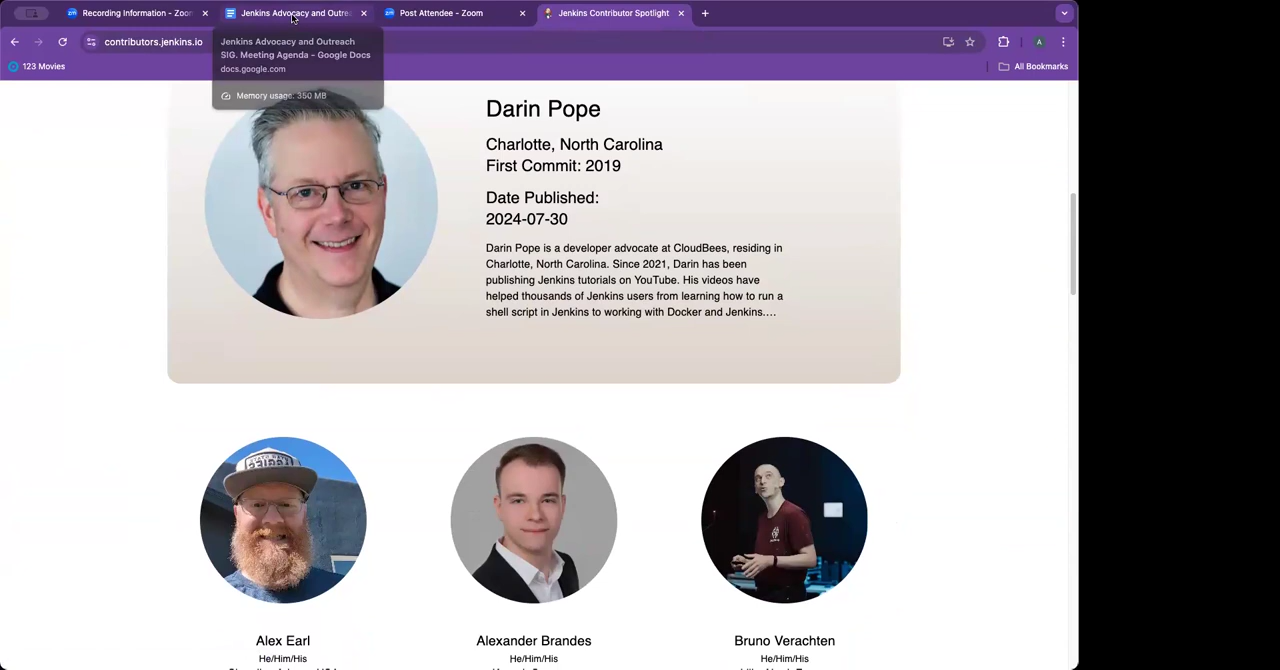 Recording Information - Zoom
Jenkins Advocacy and Outrea
Post Attendee - Zoom
Jenkins Contributor Spotlight
contributors.jenkins.io
A
123 Movies
All Bookmarks
Jenkins Advocacy and Outreach
SIG. Meeting Agenda - Google Docs
docs.google.com
Memory usage: 350 MB
Darin Pope
Charlotte, North Carolina
First Commit: 2019
Date Published:
2024-07-30
Darin Pope is a developer advocate at CloudBees, residing in
Charlotte, North Carolina. Since 2021, Darin has been
publishing Jenkins tutorials on YouTube. His videos have
helped thousands of Jenkins users from learning how to run a
shell script in Jenkins to working with Docker and Jenkins....
Alex Earl
Alexander Brandes
Bruno Verachten
He/Him/His
He/Him/His
He/Him/His